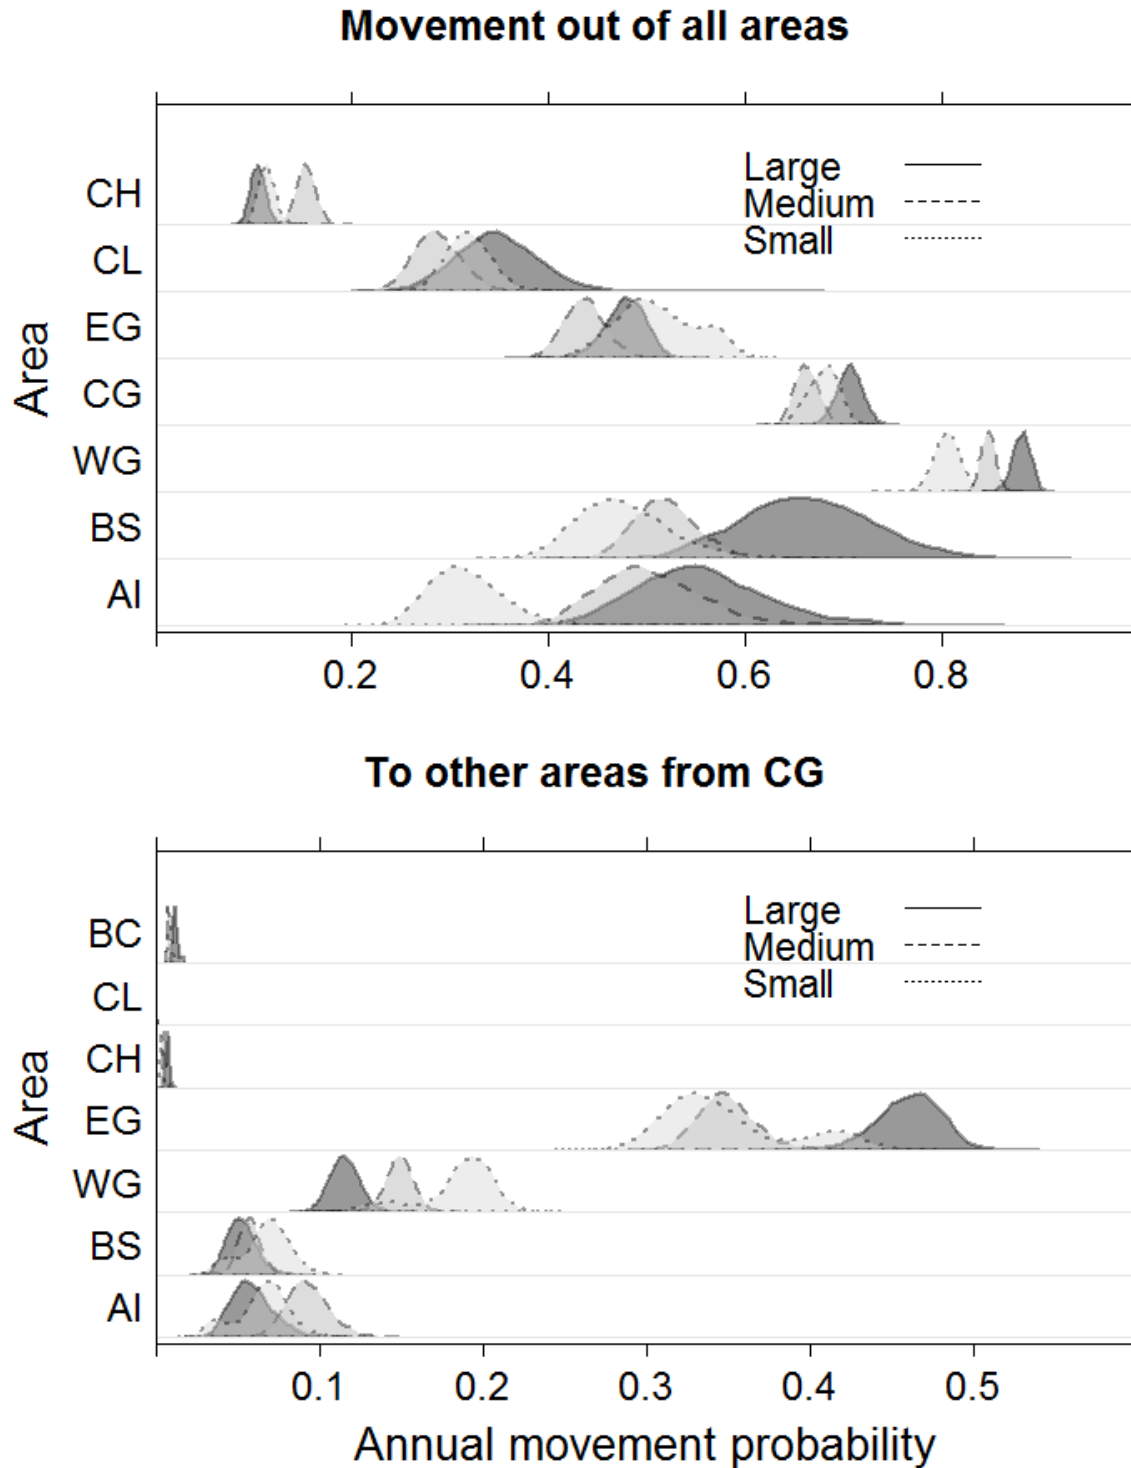 Movement out of all areas
Large
Medium
Small
CH
CL
EG
CG
WG
BS
AI
Area
0.2 0.4 0.6 0.8
To other areas from CG
Large
Medium
Small
BC
CL
CH
EG
WG
BS
AI
Area
0.1 0.2 0.3 0.4 0.5
Annual movement probability